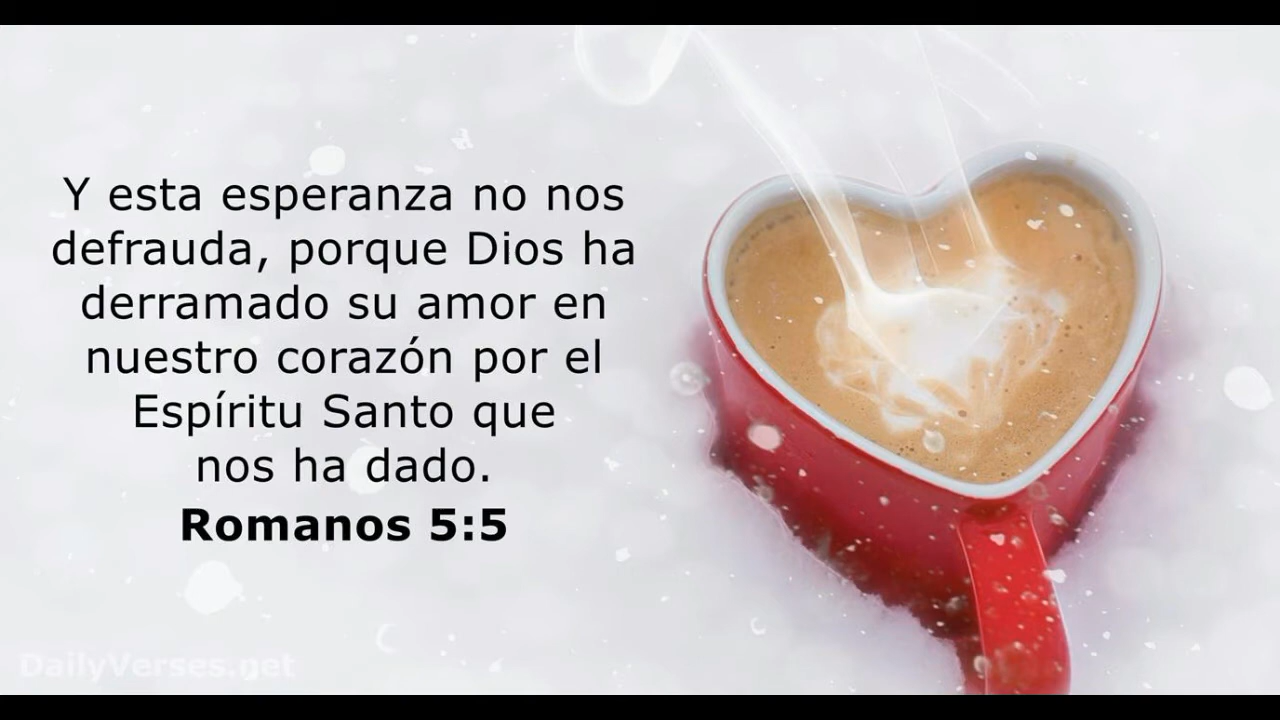 Y esta esperanza no nos
defrauda, porque Dios ha
derramado su amor en
nuestro corazón por el
Espíritu Santo que
nos ha dado.
Romanos 5:5
DailyVerses.net